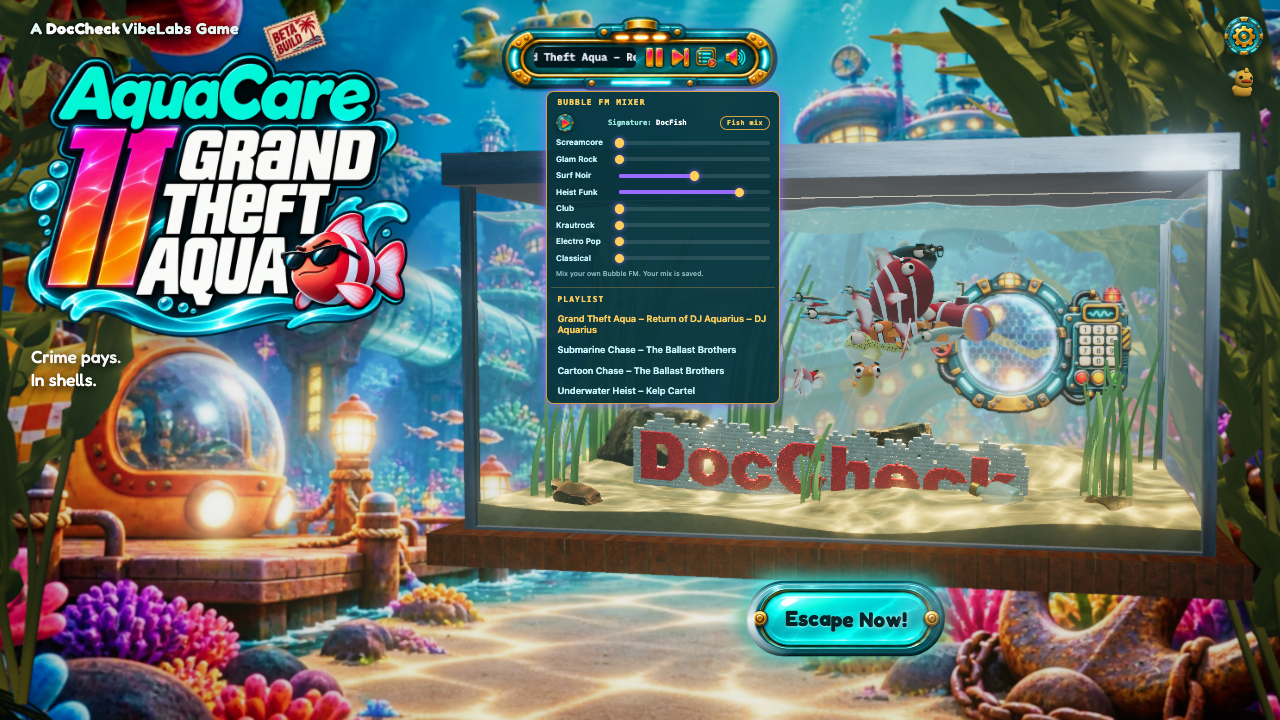 A DocCheck VibeLabs Game
BETA
BUILD
AquaCare
II GRAND
THEFT
AQUA
Crime pays.
In shells.
Theft Aqua – Re
BUBBLE FM MIXER
Signature: DocFish
Fish mix
Screamcore
Glam Rock
Surf Noir
Heist Funk
Club
Krautrock
Electro Pop
Classical
Mix your own Bubble FM. Your mix is saved.
PLAYLIST
Grand Theft Aqua – Return of DJ Aquarius – DJ
Aquarius
Submarine Chase – The Ballast Brothers
Cartoon Chase – The Ballast Brothers
Underwater Heist – Kelp Cartel
DocCheck
Escape Now!